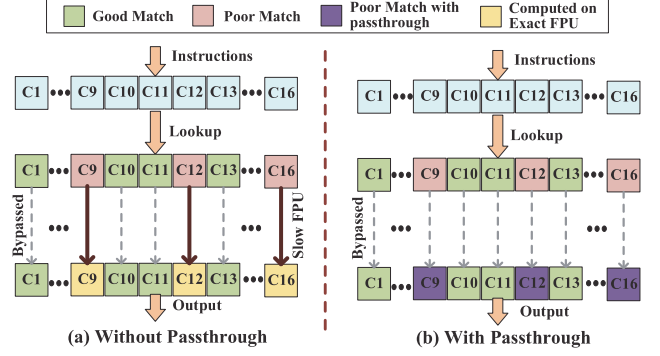 Good Match
Poor Match
Poor Match with
passthrough
Computed on
Exact FPU
Instructions
C1 ••• C9 C10 C11 C12 C13 ••• C16
Lookup
C1 ••• C9 C10 C11 C12 C13 ••• C16
Bypassed
•••
•••
Slow FPU
C1 ••• C9 C10 C11 C12 C13 ••• C16
Output
(a) Without Passthrough
Instructions
C1 ••• C9 C10 C11 C12 C13 ••• C16
Lookup
C1 ••• C9 C10 C11 C12 C13 ••• C16
Bypassed
•••
•••
C1 ••• C9 C10 C11 C12 C13 ••• C16
Output
(b) With Passthrough